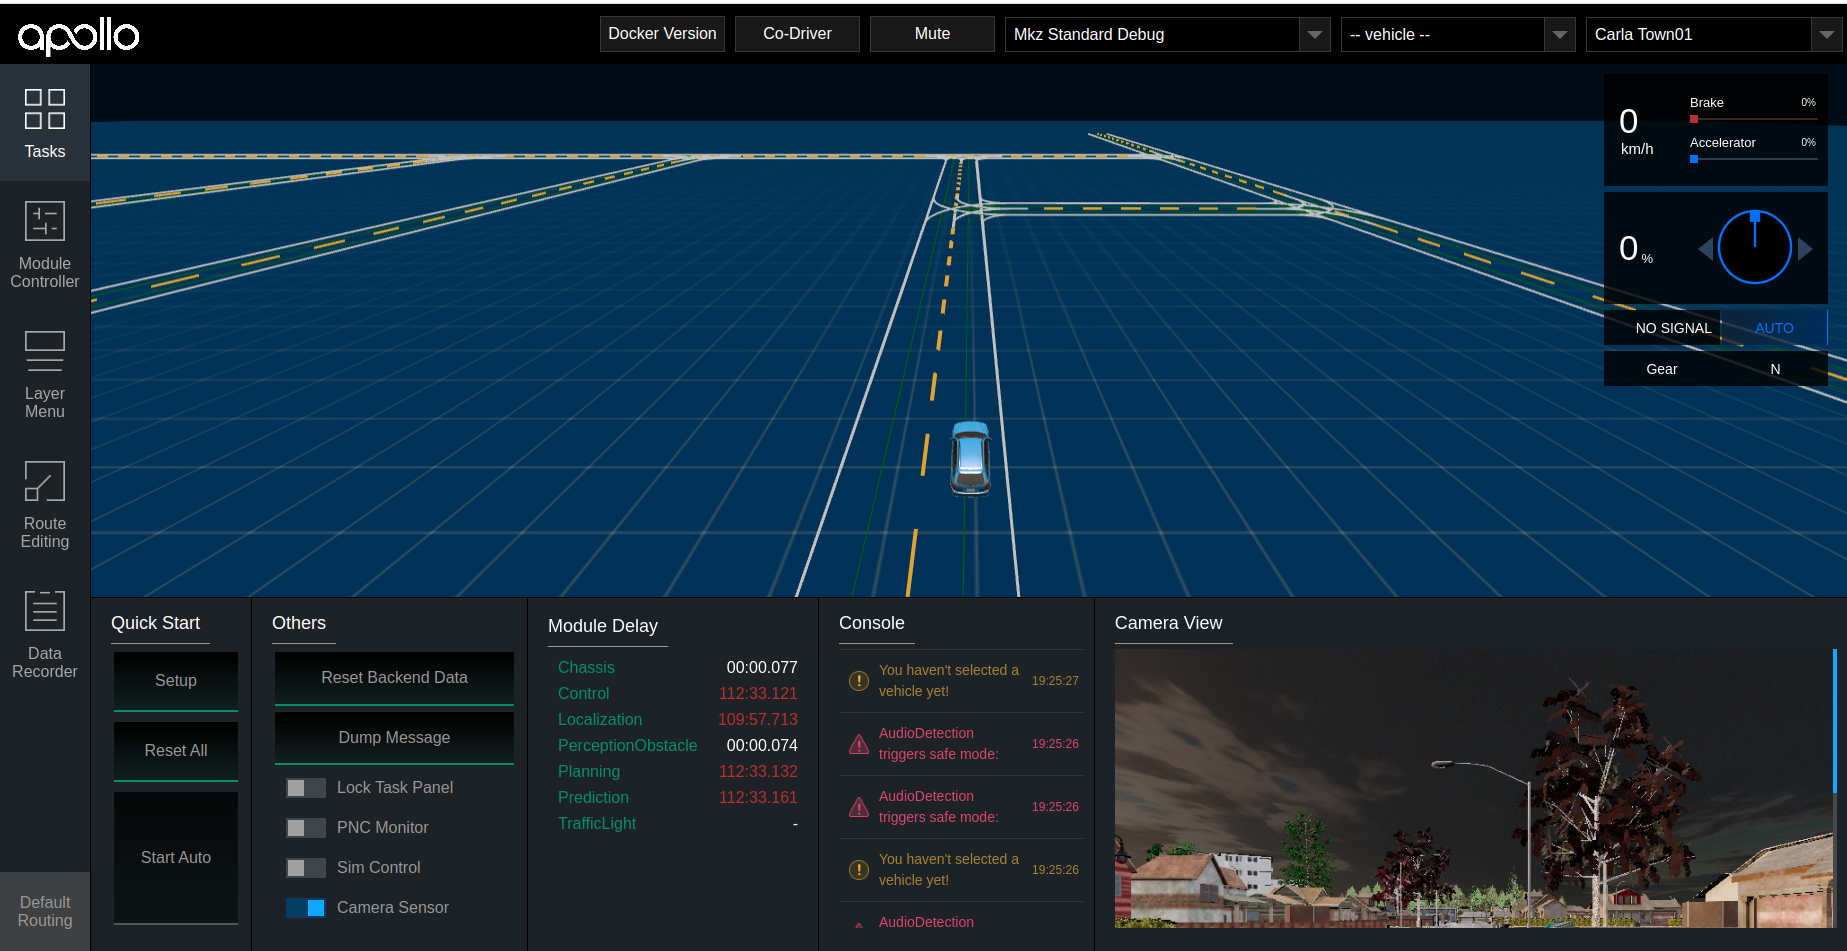 apollo
Docker Version
Co-Driver
Mute
Mkz Standard Debug
-- vehicle --
Carla Town01
Tasks
Module
Controller
Layer
Menu
Route
Editing
Data
Recorder
Default
Routing
0
km/h
Brake
0%
Accelerator
0%
0 %
NO SIGNAL
AUTO
Gear
N
Quick Start
Setup
Reset All
Start Auto
Others
Reset Backend Data
Dump Message
Lock Task Panel
PNC Monitor
Sim Control
Camera Sensor
Module Delay
Chassis 00:00.077
Control 112:33.121
Localization 109:57.713
PerceptionObstacle 00:00.074
Planning 112:33.132
Prediction 112:33.161
TrafficLight -
Console
You haven't selected a
vehicle yet!
19:25:27
AudioDetection
triggers safe mode:
19:25:26
AudioDetection
triggers safe mode:
19:25:26
You haven't selected a
vehicle yet!
19:25:26
AudioDetection
Camera View